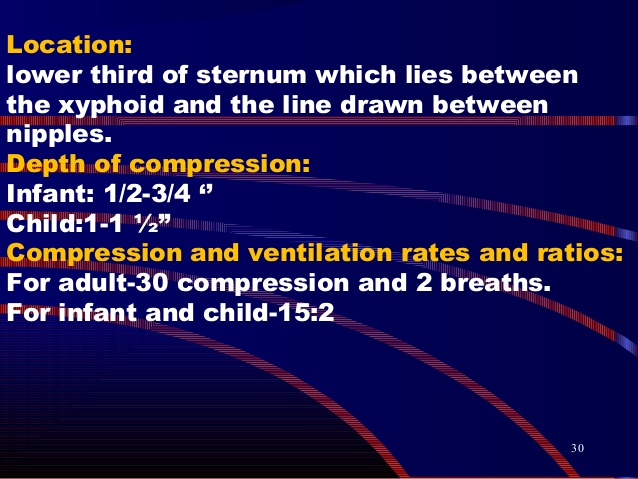 Location:
lower third of sternum which lies between
the xyphoid and the line drawn between
nipples.
Depth of compression:
Infant: 1/2-3/4 ‘’
Child:1-1 ½”
Compression and ventilation rates and ratios:
For adult-30 compression and 2 breaths.
For infant and child-15:2
30